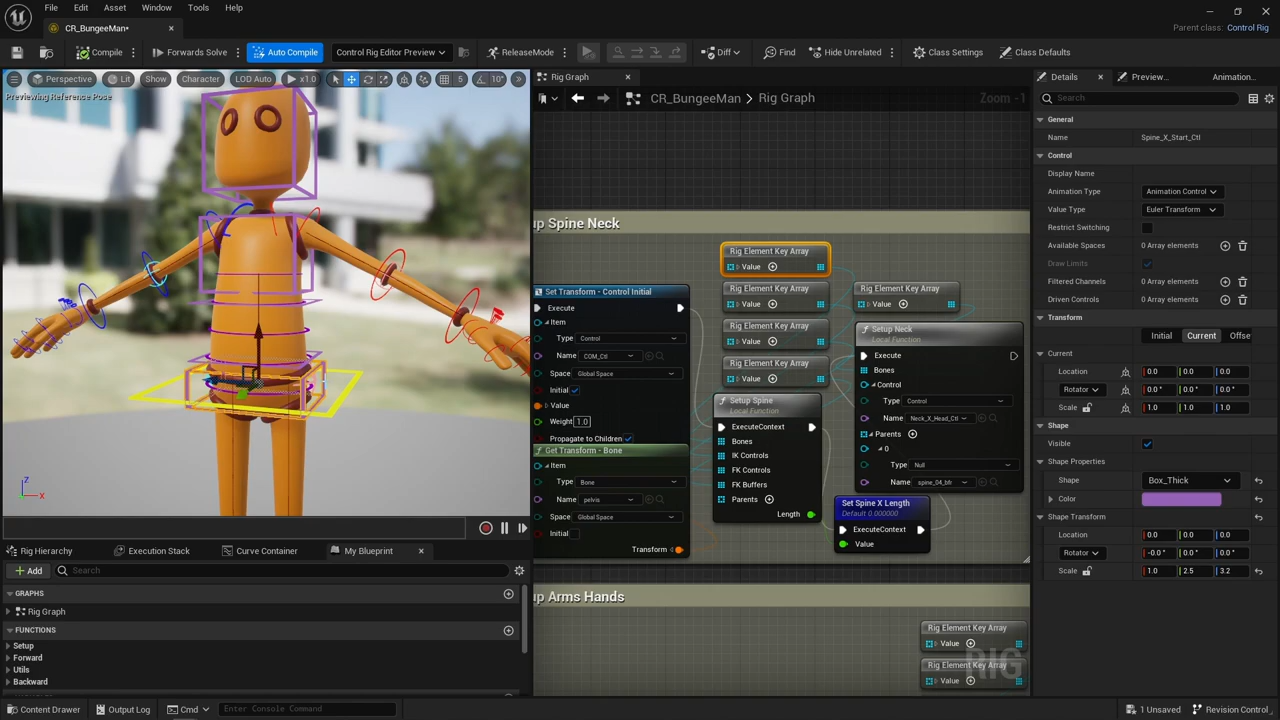 File Edit Asset Window Tools Help
CR_BungeeMan*
Parent class: Control Rig
Compile Forwards Solve Auto Compile Control Rig Editor Preview ReleaseMode Diff Find Hide Unrelated Class Settings Class Defaults
Perspective Lit Show Character LOD Auto x1.0 5 10°
Previewing Reference Pose
Z
X
Rig Graph
CR_BungeeMan > Rig Graph
Zoom -1
up Spine Neck
Set Transform - Control Initial
Execute
Item
Type Control
Name COM_Ctl
Space Global Space
Initial
Value
Weight 1.0
Propagate to Children
Get Transform - Bone
Item
Type Bone
Name pelvis
Space Global Space
Initial
Transform
Rig Element Key Array
Value
Rig Element Key Array
Value
Rig Element Key Array
Value
Rig Element Key Array
Value
Rig Element Key Array
Value
Setup Spine
Local Function
ExecuteContext
Bones
IK Controls
FK Controls
FK Buffers
Parents
Length
Setup Neck
Local Function
Execute
Bones
Control
Type Control
Name Neck_X_Head_Ctl
Parents
0
Type Null
Name spine_04_bfr
Set Spine X Length
Default 0.000000
ExecuteContext
Value
up Arms Hands
Rig Element Key Array
Value
Rig Element Key Array
Value
RIG
Details Preview... Animation...
Search
General
Name Spine_X_Start_Ctl
Control
Display Name
Animation Type Animation Control
Value Type Euler Transform
Restrict Switching
Available Spaces 0 Array elements
Draw Limits
Filtered Channels 0 Array elements
Driven Controls 0 Array elements
Transform
Initial Current Offse
Current
Location 0.0 0.0 0.0
Rotator 0.0° 0.0° 0.0°
Scale 1.0 1.0 1.0
Shape
Visible
Shape Properties
Shape Box_Thick
Color
Shape Transform
Location 0.0 0.0 0.0
Rotator -0.0° 0.0° 0.0°
Scale 1.0 2.5 3.2
Rig Hierarchy Execution Stack Curve Container My Blueprint
Add Search
GRAPHS
Rig Graph
FUNCTIONS
Setup
Forward
Utils
Backward
Content Drawer Output Log Cmd Enter Console Command
1 Unsaved Revision Control